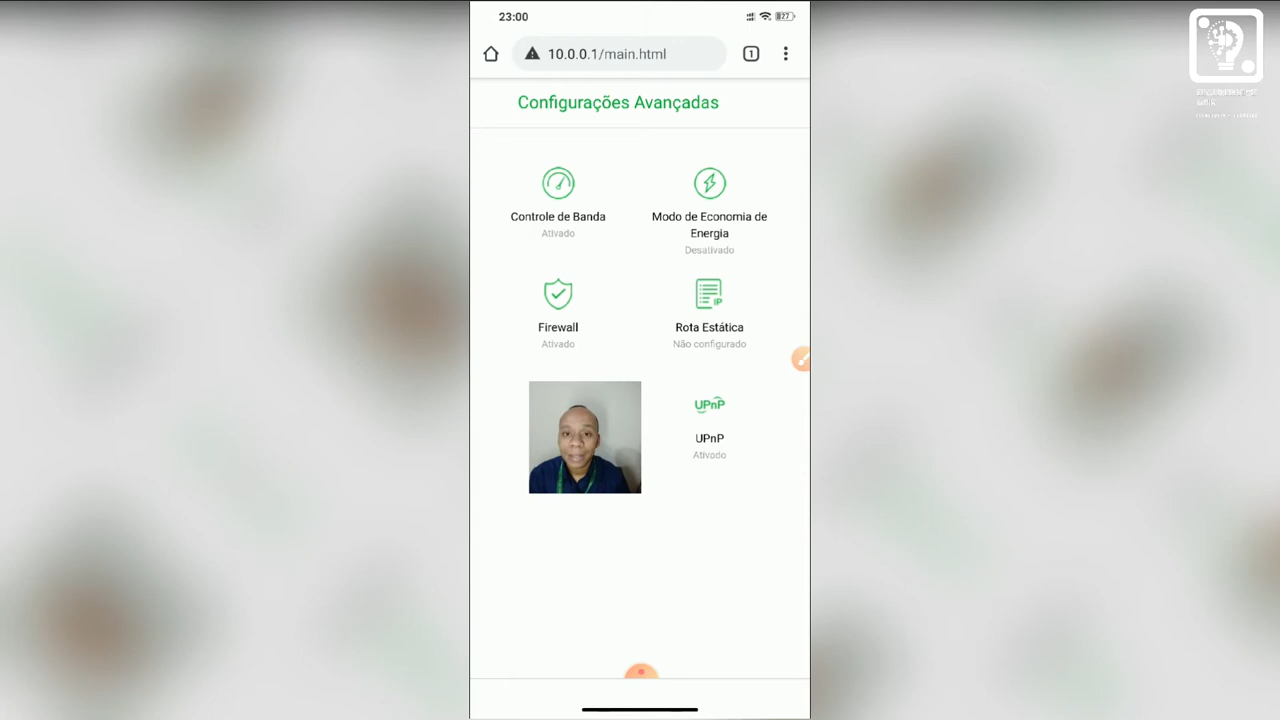 23:00
27
10.0.0.1/main.html
1
Configurações Avançadas
Controle de Banda
Ativado
Modo de Economia de
Energia
Desativado
Firewall
Ativado
IP
Rota Estática
Não configurado
UPnP
UPnP
Ativado